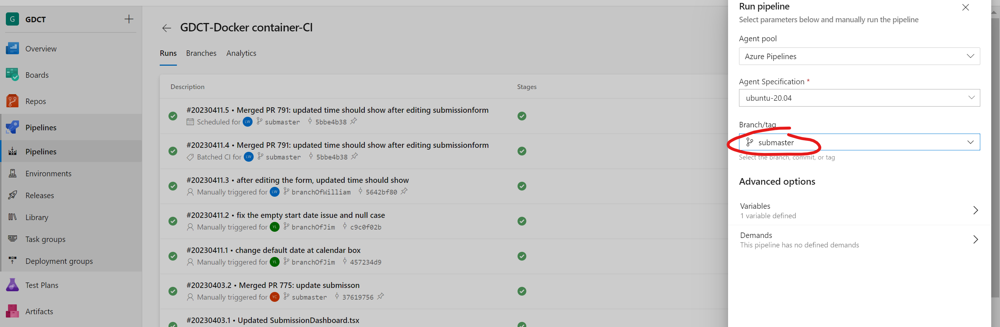 G GDCT
Overview
Boards
Repos
Pipelines
Pipelines
Environments
Releases
Library
Task groups
Deployment groups
Test Plans
Artifacts
GDCT-Docker container-CI
Runs Branches Analytics
Description Stages
#20230411.5 • Merged PR 791: updated time should show after editing submissionform
Scheduled for LW submaster 5bbe4b38
#20230411.4 • Merged PR 791: updated time should show after editing submissionform
Batched CI for LW submaster 5bbe4b38
#20230411.3 • after editing the form, updated time should show
Manually triggered for LW branchOfWilliam 5642bf80
#20230411.2 • fix the empty start date issue and null case
Manually triggered for YL branchOfJim c9c0f02b
#20230411.1 • change default date at calendar box
Manually triggered for YL branchOfJim 457234d9
#20230403.2 • Merged PR 775: update submisson
Manually triggered for YC submaster 37619756
#20230403.1 • Updated SubmissionDashboard.tsx
Run pipeline
Select parameters below and manually run the pipeline
Agent pool
Azure Pipelines
Agent Specification *
ubuntu-20.04
Branch/tag
submaster
Select the branch, commit, or tag
Advanced options
Variables
1 variable defined
Demands
This pipeline has no defined demands